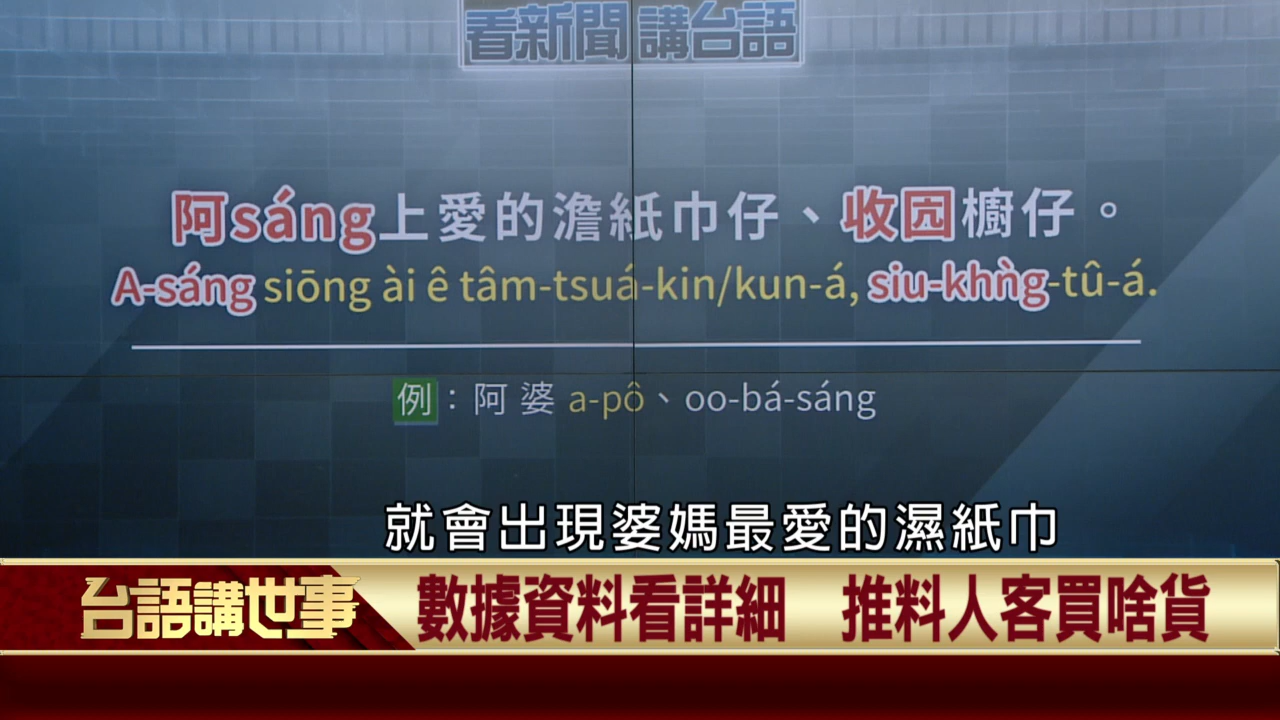 看新聞 講台語
阿sáng上愛的澹紙巾仔、收囥櫥仔。
A-sáng siōng ài ê tâm-tsuá-kin/kun-á, siu-khǹg-tû-á.
例：阿婆 a-pô、oo-bá-sáng
就會出現婆媽最愛的濕紙巾
台語講世事
數據資料看詳細 推料人客買啥貨